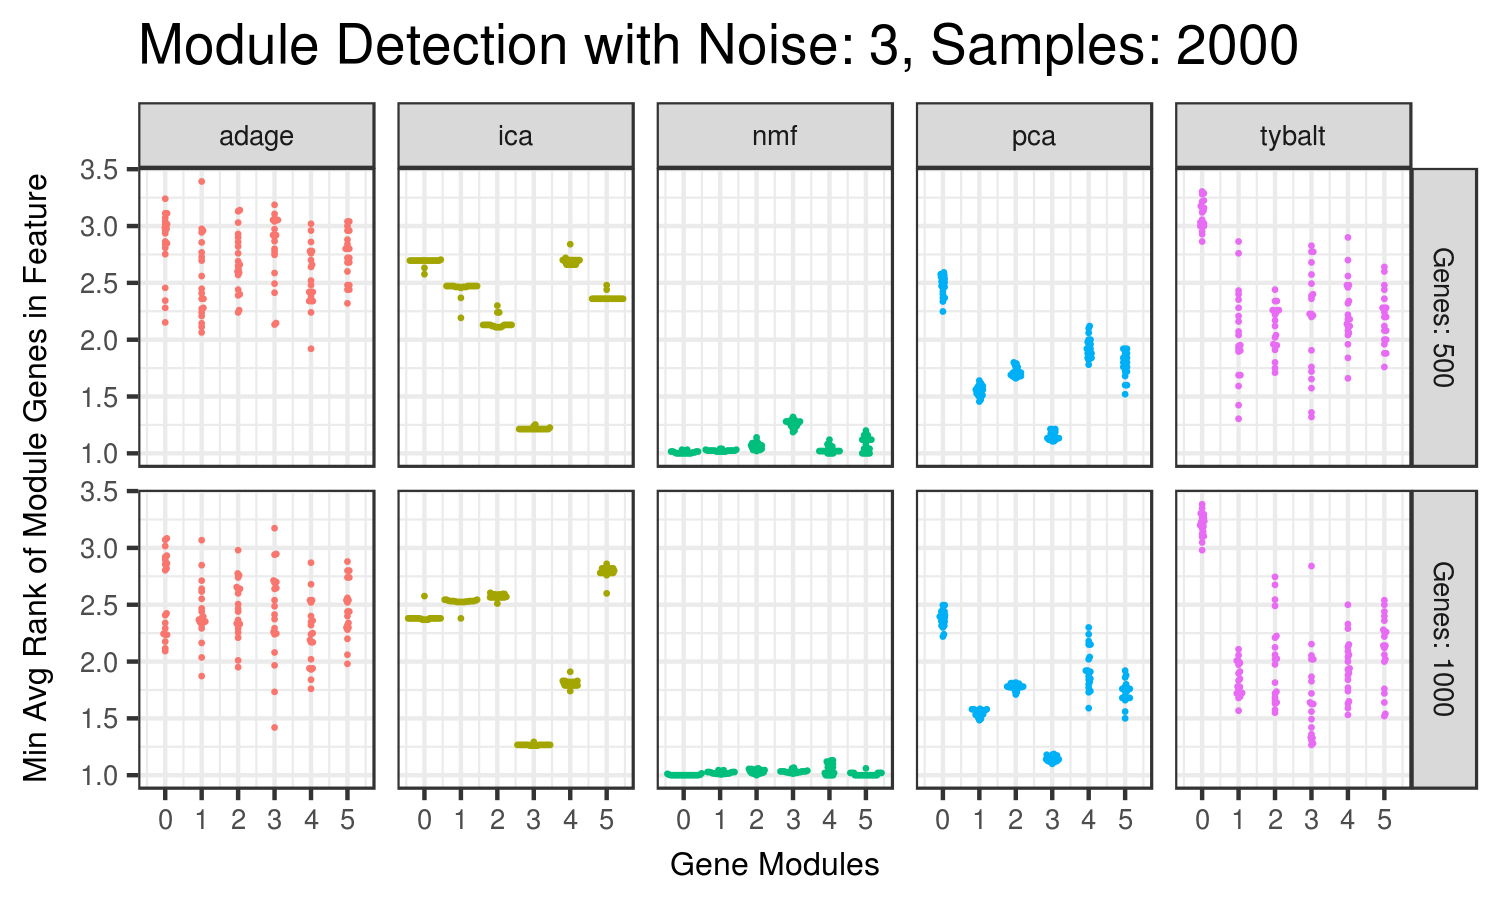 Module Detection with Noise: 3, Samples: 2000
adage ica nmf pca tybalt
Min Avg Rank of Module Genes in Feature
3.5
3.0
2.5
2.0
1.5
1.0
Genes: 500
3.5
3.0
2.5
2.0
1.5
1.0
Genes: 1000
0 1 2 3 4 5 0 1 2 3 4 5 0 1 2 3 4 5 0 1 2 3 4 5 0 1 2 3 4 5
Gene Modules